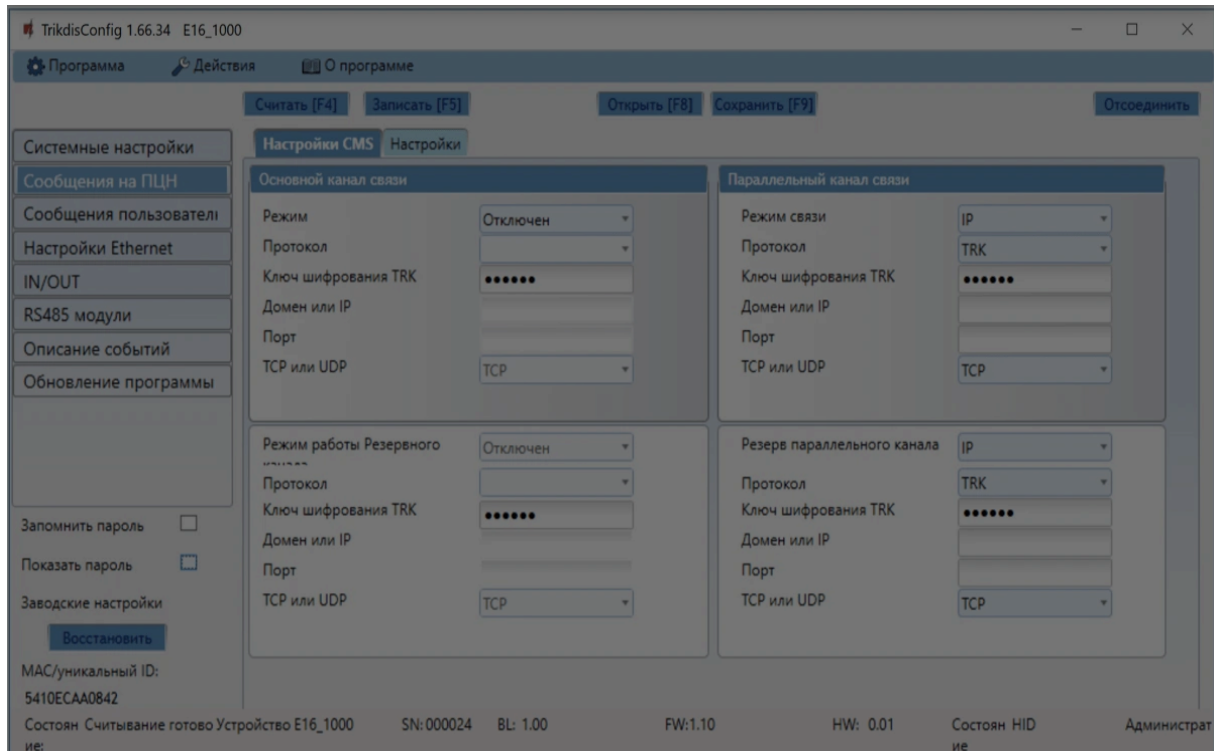 TrikdisConfig 1.66.34 E16_1000
Программа Действия О программе
Считать [F4] Записать [F5] Открыть [F8] Сохранить [F9] Отсоединить
Системные настройки
Сообщения на ПЦН
Сообщения пользовател
Настройки Ethernet
IN/OUT
RS485 модули
Описание событий
Обновление программы
Запомнить пароль
Показать пароль
Заводские настройки
Восстановить
MAC/уникальный ID:
5410ECAA0842
Настройки CMS Настройки
Основной канал связи
Режим Отключен
Протокол
Ключ шифрования TRK ••••••
Домен или IP
Порт
TCP или UDP TCP
Режим работы Резервного Отключен
Протокол
Ключ шифрования TRK ••••••
Домен или IP
Порт
TCP или UDP TCP
Параллельный канал связи
Режим связи IP
Протокол TRK
Ключ шифрования TRK ••••••
Домен или IP
Порт
TCP или UDP TCP
Резерв параллельного канала IP
Протокол TRK
Ключ шифрования TRK ••••••
Домен или IP
Порт
TCP или UDP TCP
Состоян Считывание готово Устройство E16_1000 SN: 000024 BL: 1.00 FW:1.10 HW: 0.01 Состоян HID Администрат
ие: ие